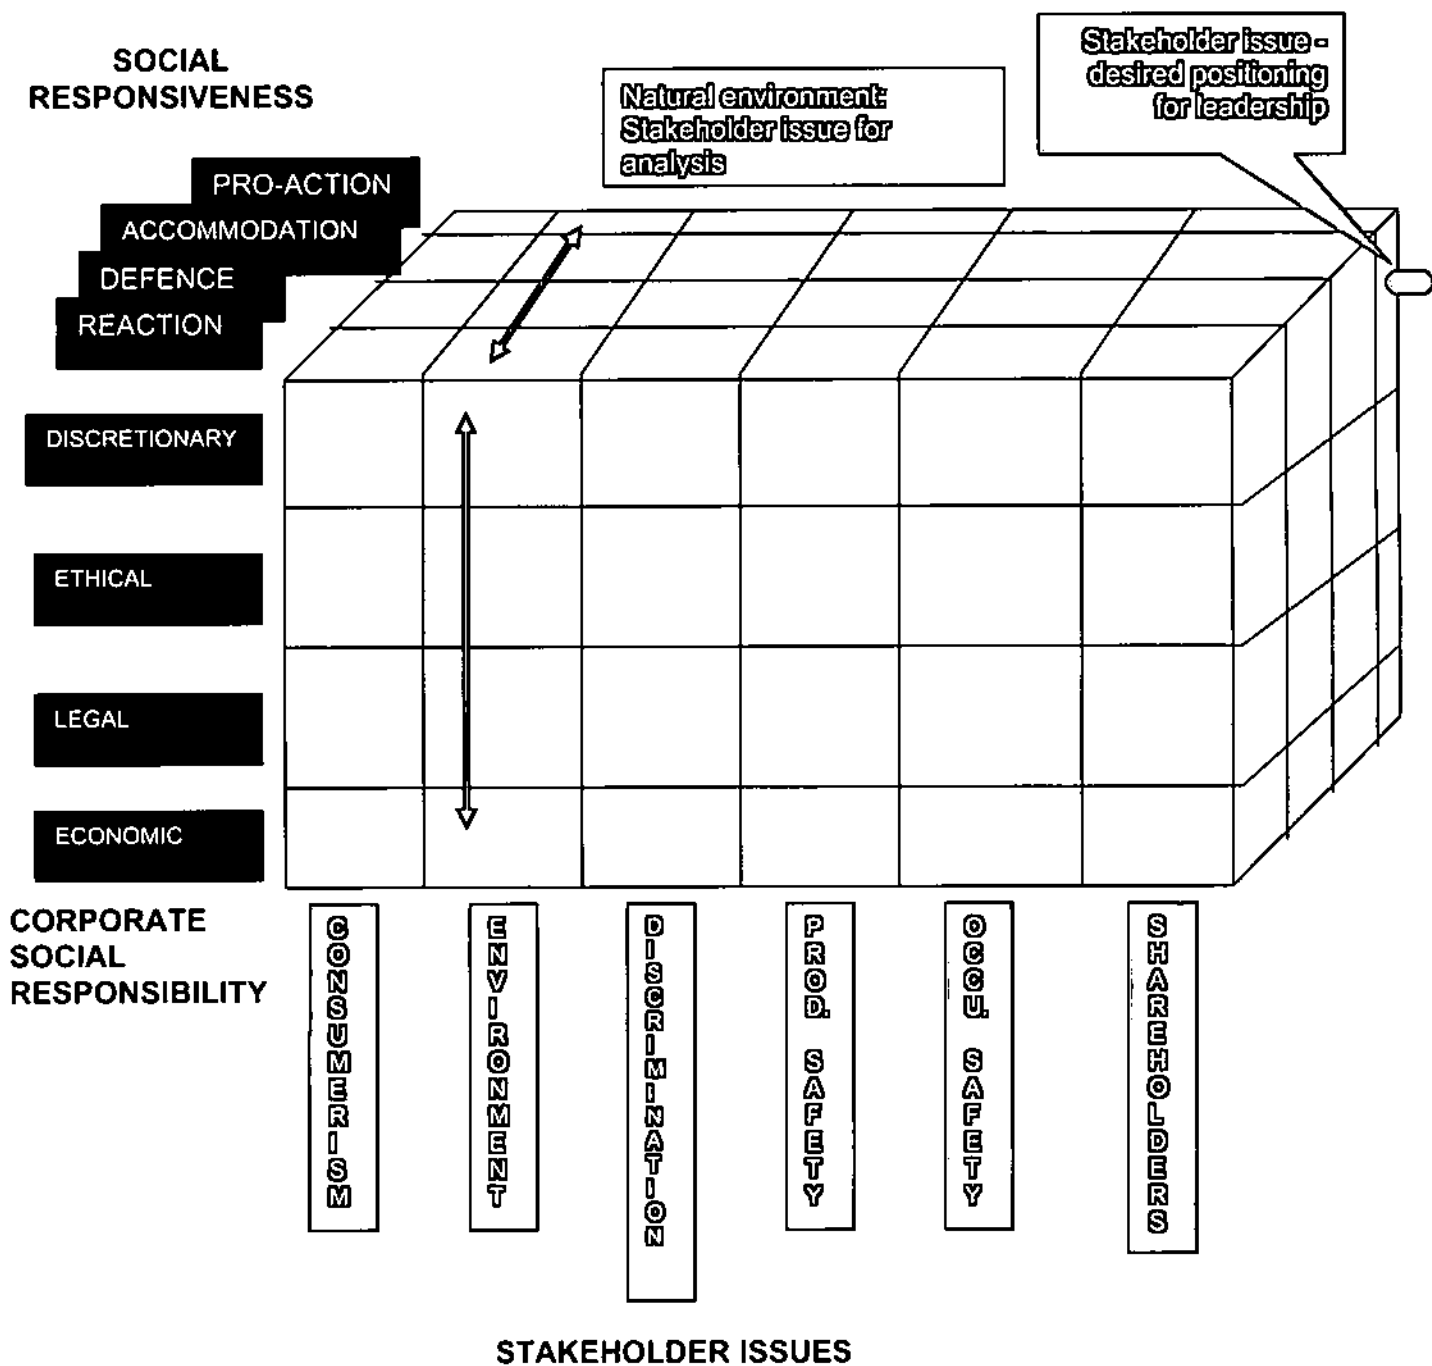 SOCIAL
RESPONSIVENESS
Natural environment:
Stakeholder issue for
analysis
Stakeholder issue -
desired positioning
for leadership
PRO-ACTION
ACCOMMODATION
DEFENCE
REACTION
DISCRETIONARY
ETHICAL
LEGAL
ECONOMIC
CORPORATE
SOCIAL
RESPONSIBILITY
CONSUMERISM
ENVIRONMENT
DISCRIMINATION
PROD. SAFETY
OCCU. SAFETY
SHAREHOLDERS
STAKEHOLDER ISSUES